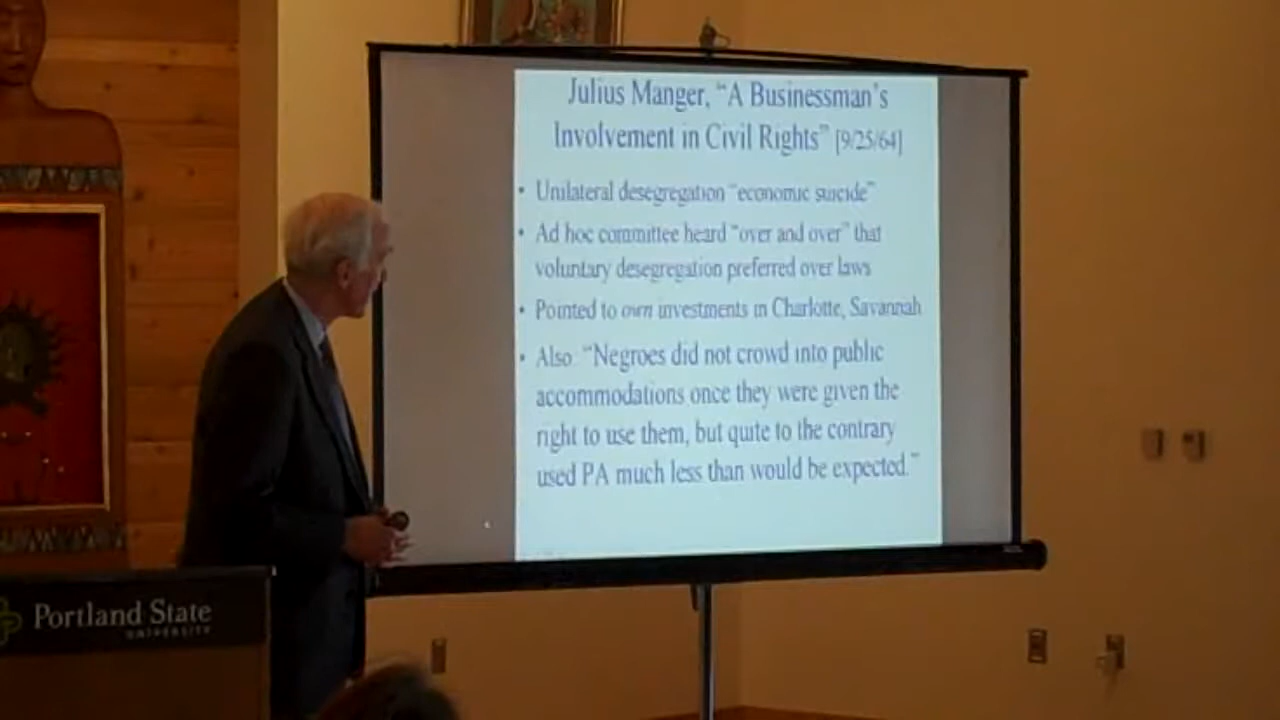 Julius Manger, “A Businessman’s
Involvement in Civil Rights” [9/25/64]
• Unilateral desegregation “economic suicide”
• Ad hoc committee heard “over and over” that
voluntary desegregation preferred over laws
• Pointed to own investments in Charlotte, Savannah
• Also: “Negroes did not crowd into public
accommodations once they were given the
right to use them, but quite to the contrary
used PA much less than would be expected.”
Portland State
UNIVERSITY